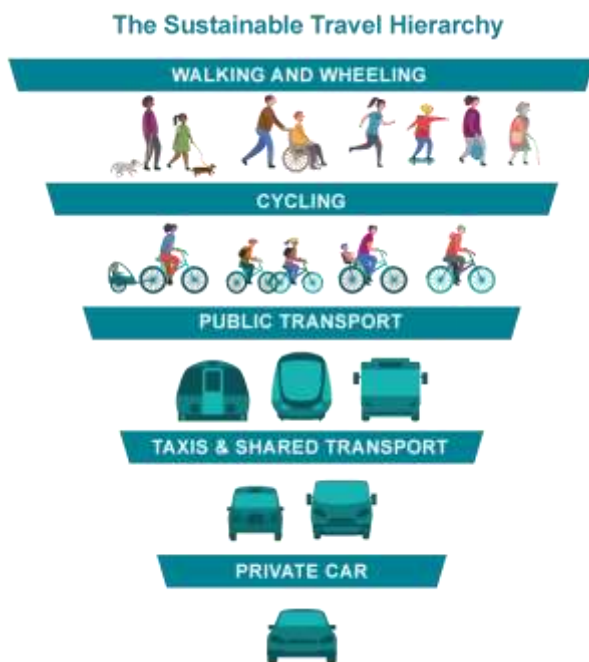 The Sustainable Travel Hierarchy
WALKING AND WHEELING
CYCLING
PUBLIC TRANSPORT
TAXIS & SHARED TRANSPORT
PRIVATE CAR